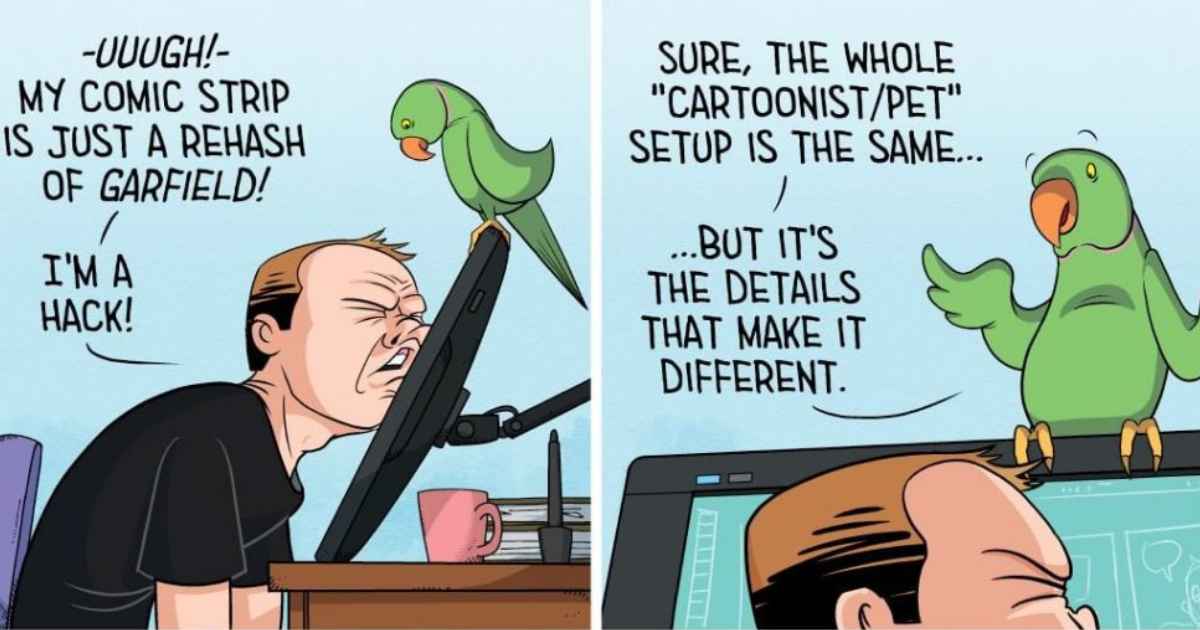 -UUUGH!-
MY COMIC STRIP
IS JUST A REHASH
OF GARFIELD!
I'M A
HACK!
SURE, THE WHOLE
"CARTOONIST/PET"
SETUP IS THE SAME...
...BUT IT'S
THE DETAILS
THAT MAKE IT
DIFFERENT.